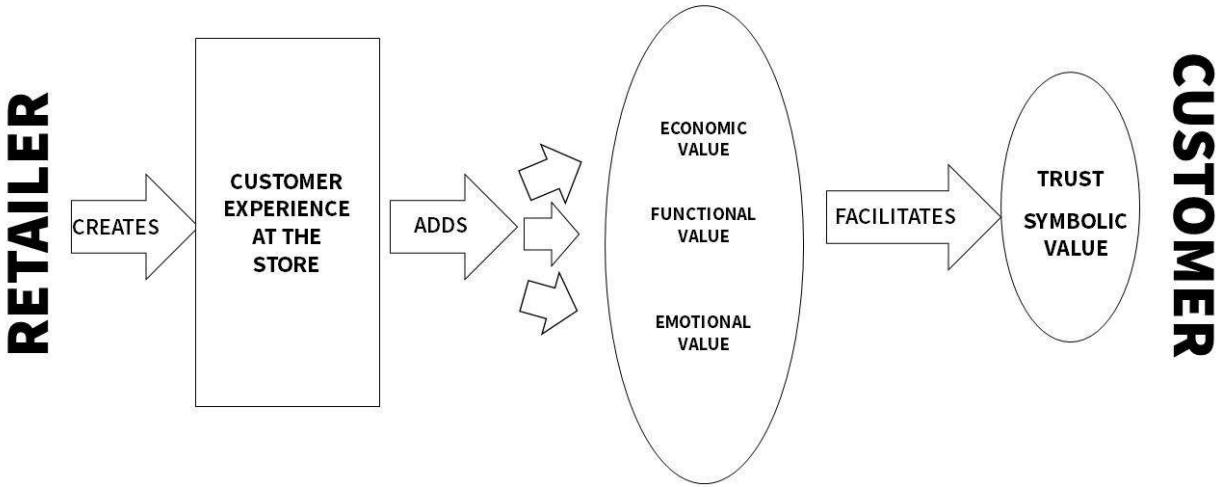 RETAILER
CREATES
CUSTOMER
EXPERIENCE
AT THE
STORE
ADDS
ECONOMIC
VALUE
FUNCTIONAL
VALUE
EMOTIONAL
VALUE
FACILITATES
TRUST
SYMBOLIC
VALUE
CUSTOMER